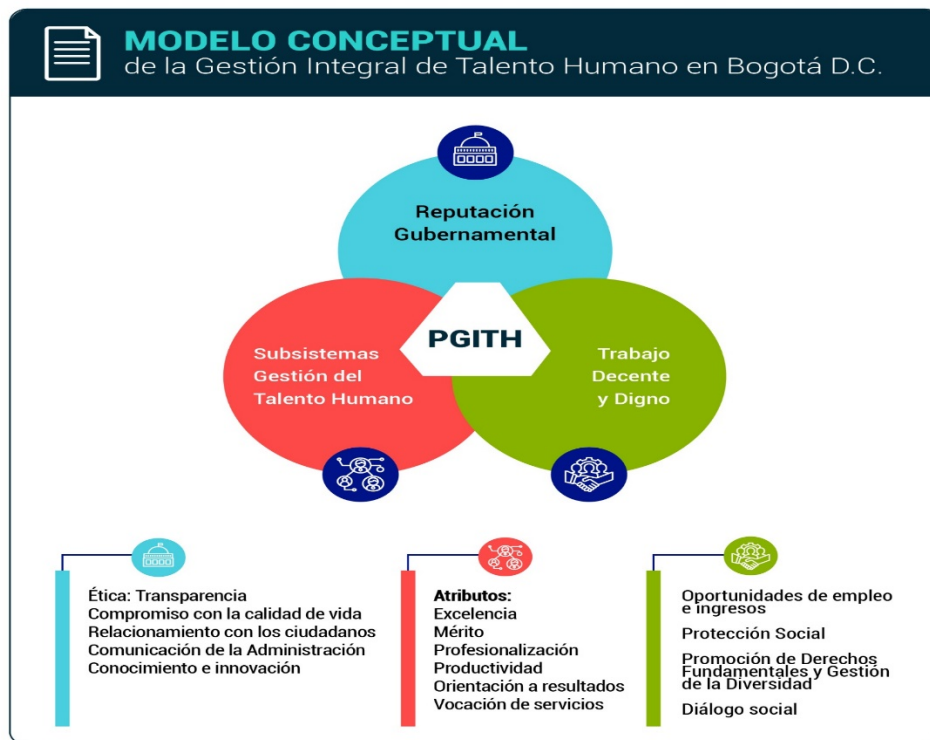 MODELO CONCEPTUAL
de la Gestión Integral de Talento Humano en Bogotá D.C.
Reputación
Gubernamental
PGITH
Subsistemas
Gestión del
Talento Humano
Trabajo
Decente
y Digno
Ética: Transparencia
Compromiso con la calidad de vida
Relacionamiento con los ciudadanos
Comunicación de la Administración
Conocimiento e innovación
Atributos:
Excelencia
Mérito
Profesionalización
Productividad
Orientación a resultados
Vocación de servicios
Oportunidades de empleo
e ingresos
Protección Social
Promoción de Derechos
Fundamentales y Gestión
de la Diversidad
Diálogo social